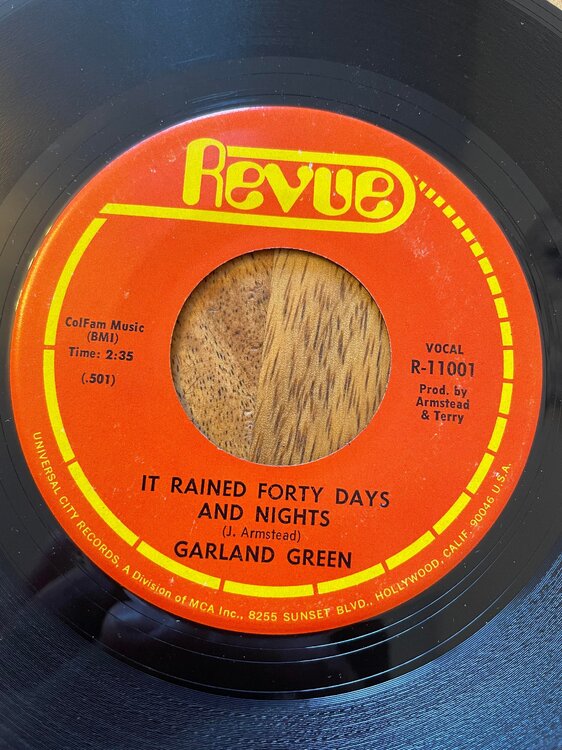 Revue
ColFam Music
(BMI)
Time: 2:35
(.501)
VOCAL
R-11001
Prod. by
Armstead
& Terry
IT RAINED FORTY DAYS
AND NIGHTS
(J. Armstead)
GARLAND GREEN
UNIVERSAL CITY RECORDS, A Division of MCA Inc., 8255 SUNSET BLVD., HOLLYWOOD, CALIF. 90046 U.S.A.